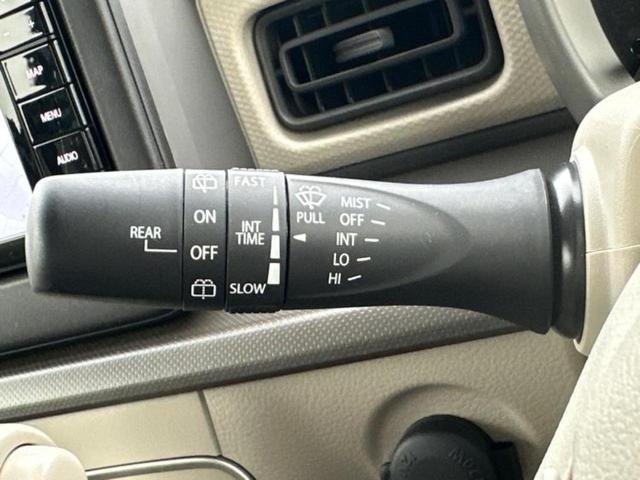 MAP
MENU
AUDIO
REAR
ON
OFF
FAST
INT
TIME
SLOW
PULL
MIST
OFF
INT
LO
HI